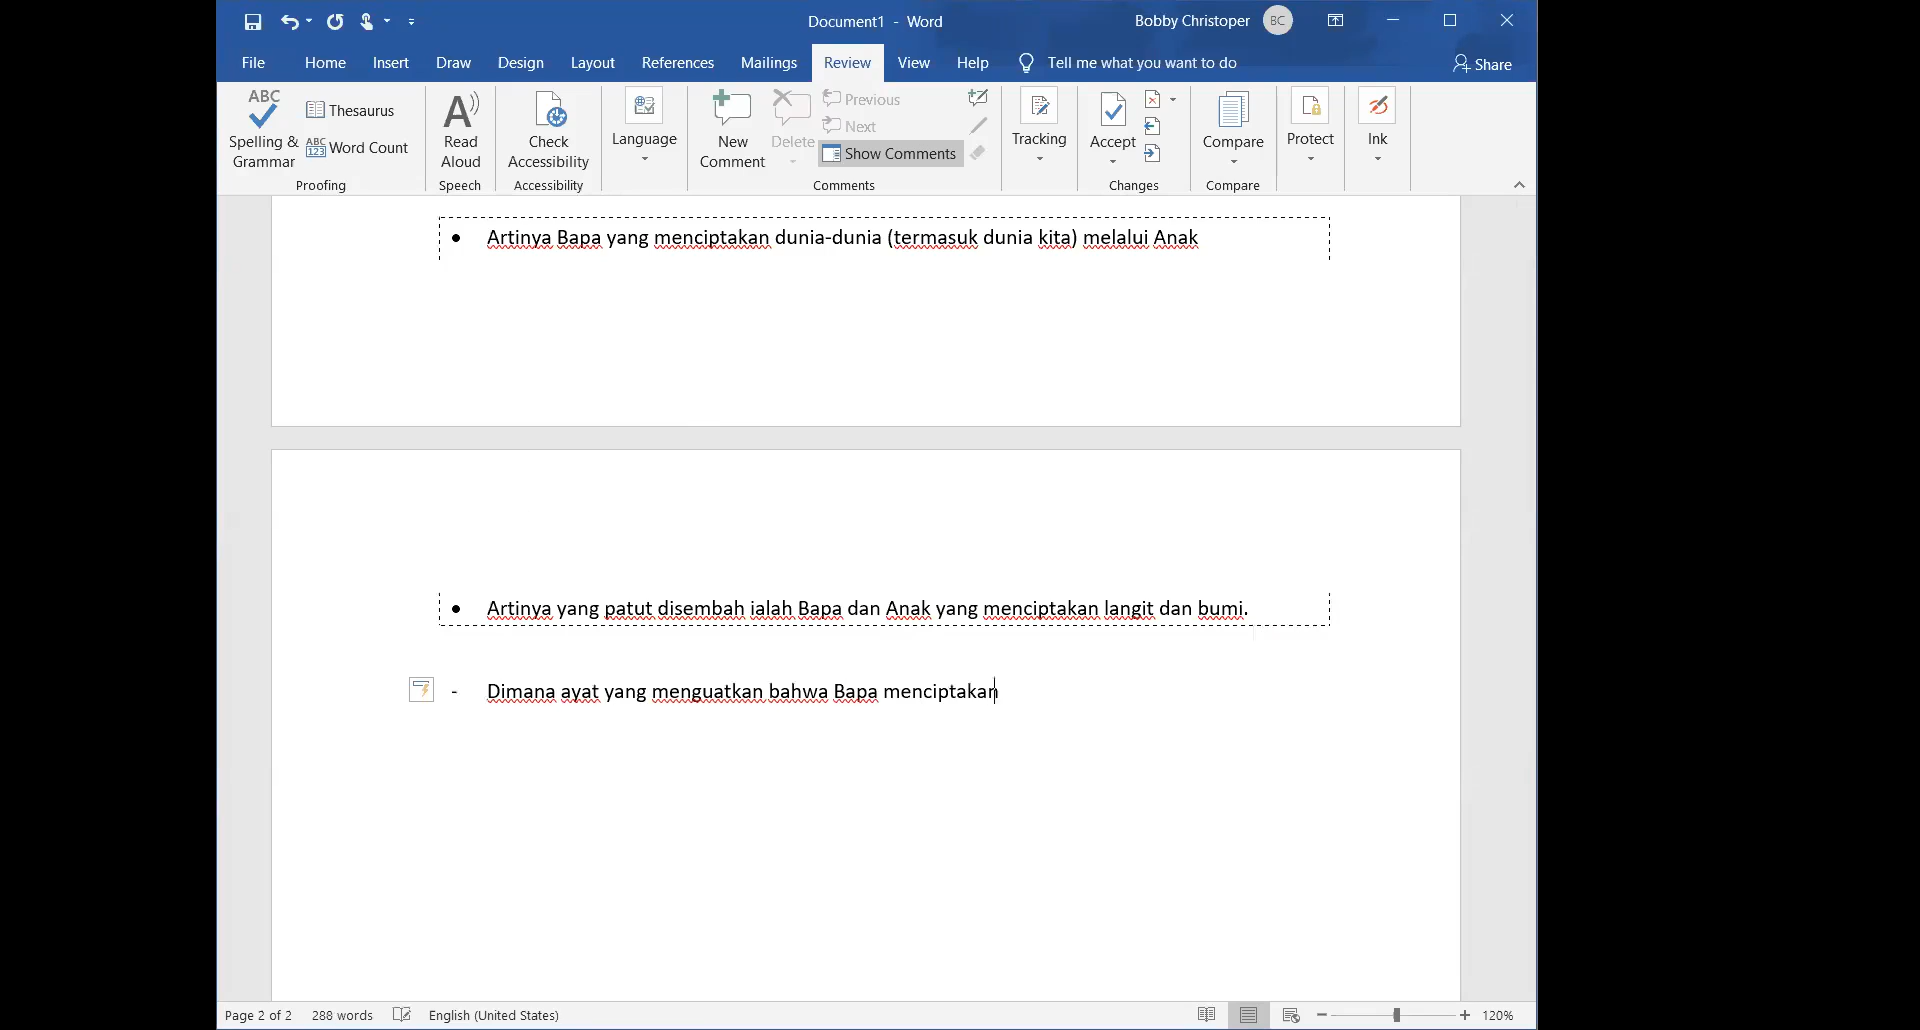 Document1 - Word
Bobby Christoper
BC
File
Home
Insert
Draw
Design
Layout
References
Mailings
Review
View
Help
Tell me what you want to do
Share
ABC
Spelling &
Grammar
Thesaurus
ABC
123
Word Count
Proofing
A
Read
Aloud
Speech
Check
Accessibility
Accessibility
Language
New
Comment
Delete
Previous
Next
Show Comments
Comments
Tracking
Accept
Changes
Compare
Compare
Protect
Ink
• Artinya Bapa yang menciptakan dunia-dunia (termasuk dunia kita) melalui Anak
• Artinya yang patut disembah ialah Bapa dan Anak yang menciptakan langit dan bumi.
- Dimana ayat yang menguatkan bahwa Bapa menciptakan
Page 2 of 2
288 words
English (United States)
120%